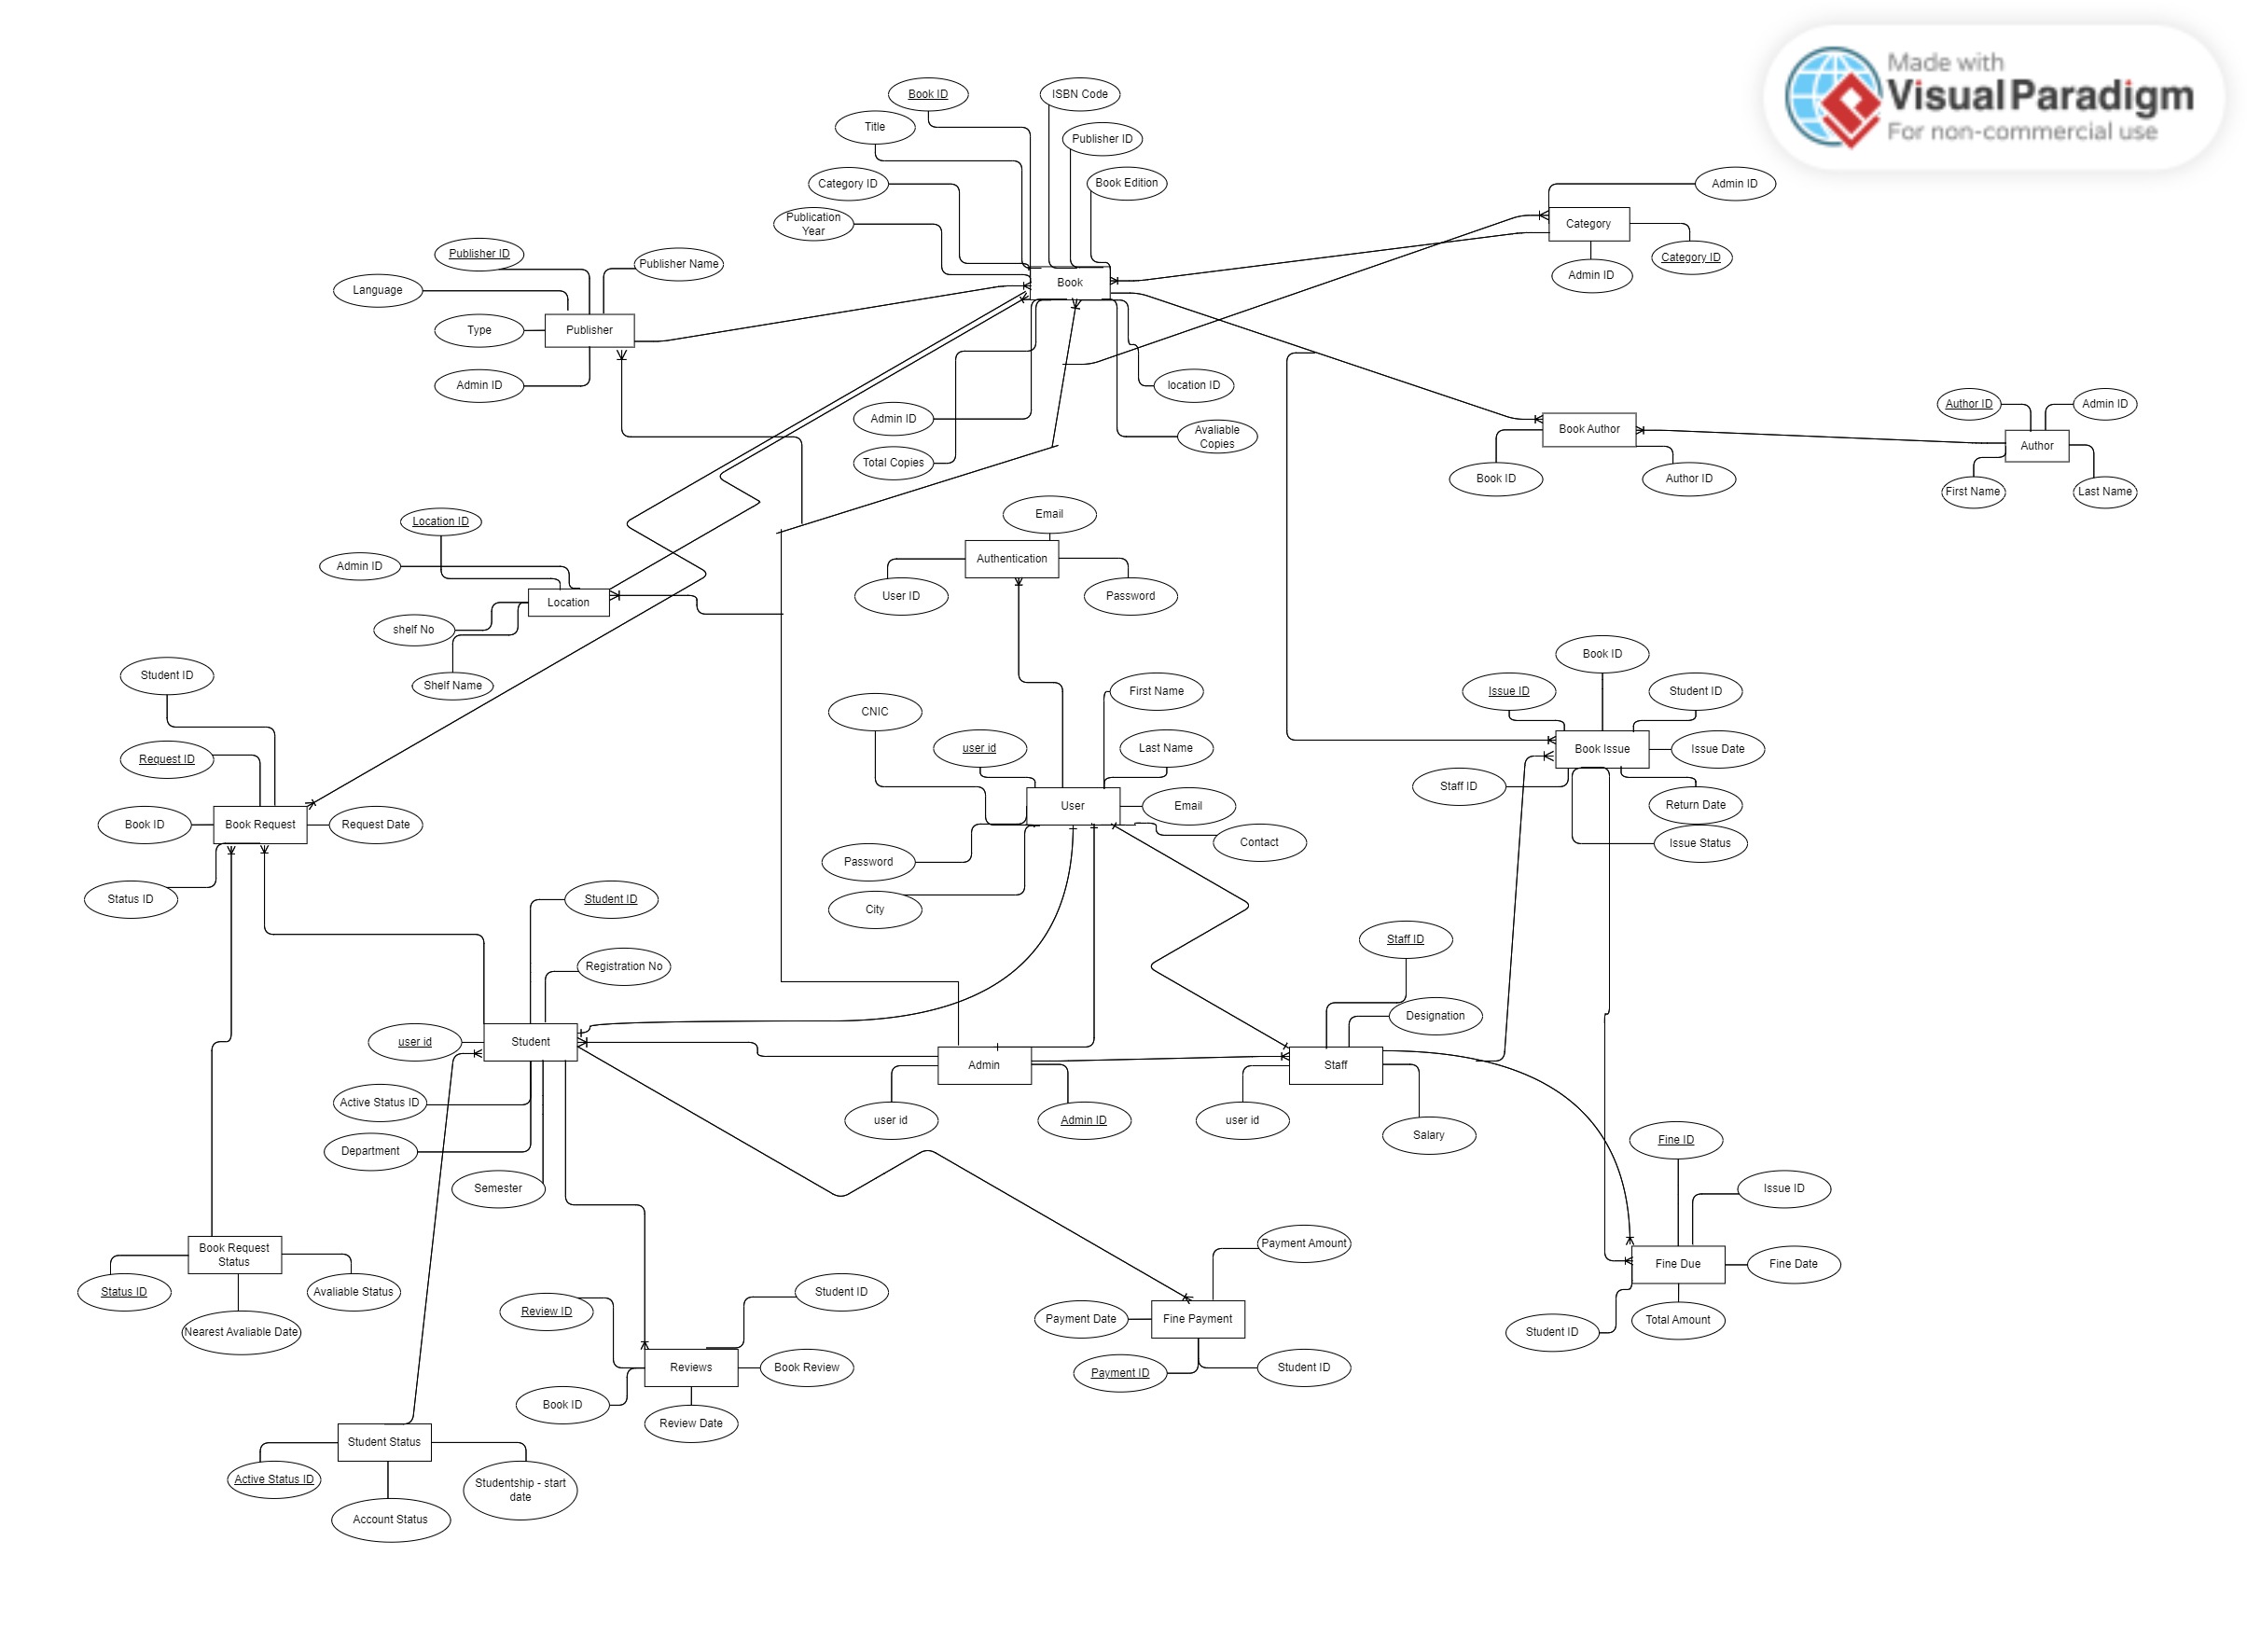 Made with
Visual Paradigm
For non-commercial use
Book ID
ISBN Code
Title
Publisher ID
Category ID
Book Edition
Admin ID
Publication
Year
Category
Publisher ID
Publisher Name
Category ID
Admin ID
Language
Book
Type
Publisher
Admin ID
location ID
Admin ID
Avaliable
Copies
Total Copies
Book Author
Author ID
Admin ID
Author
Book ID
Author ID
First Name
Last Name
Location ID
Email
Admin ID
Authentication
User ID
Password
Location
shelf No
Shelf Name
Student ID
CNIC
First Name
Book ID
Issue ID
Student ID
Request ID
user id
Last Name
Book Issue
Issue Date
Staff ID
Book ID
Book Request
Request Date
User
Email
Return Date
Password
Contact
Issue Status
Status ID
Student ID
City
Staff ID
Registration No
Designation
user id
Student
Admin
Staff
Active Status ID
user id
Admin ID
user id
Salary
Department
Fine ID
Semester
Issue ID
Book Request
Status
Payment Amount
Fine Due
Fine Date
Status ID
Avaliable Status
Student ID
Review ID
Payment Date
Fine Payment
Total Amount
Nearest Avaliable Date
Student ID
Reviews
Book Review
Payment ID
Student ID
Book ID
Review Date
Student Status
Active Status ID
Studentship - start
date
Account Status